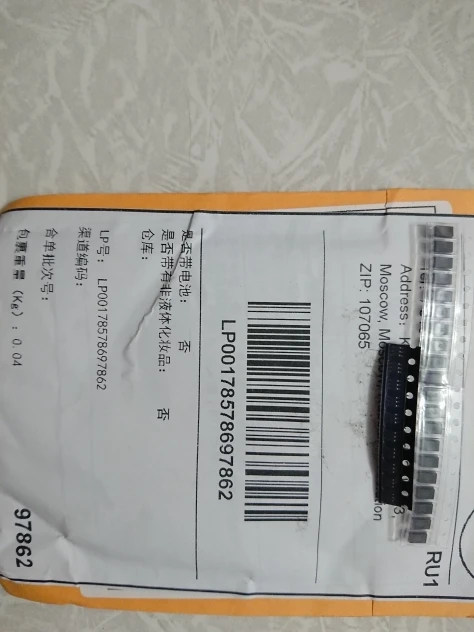 RU1
Address:
Moscow, Mo
ZIP: 107065
LP00178578697862
是否带电池: 否
是否带有非液体化妆品: 否
仓库:
LP号: LP00178578697862
渠道编码:
合单批次号:
包裹重量 (Kg) : 0.04
97862